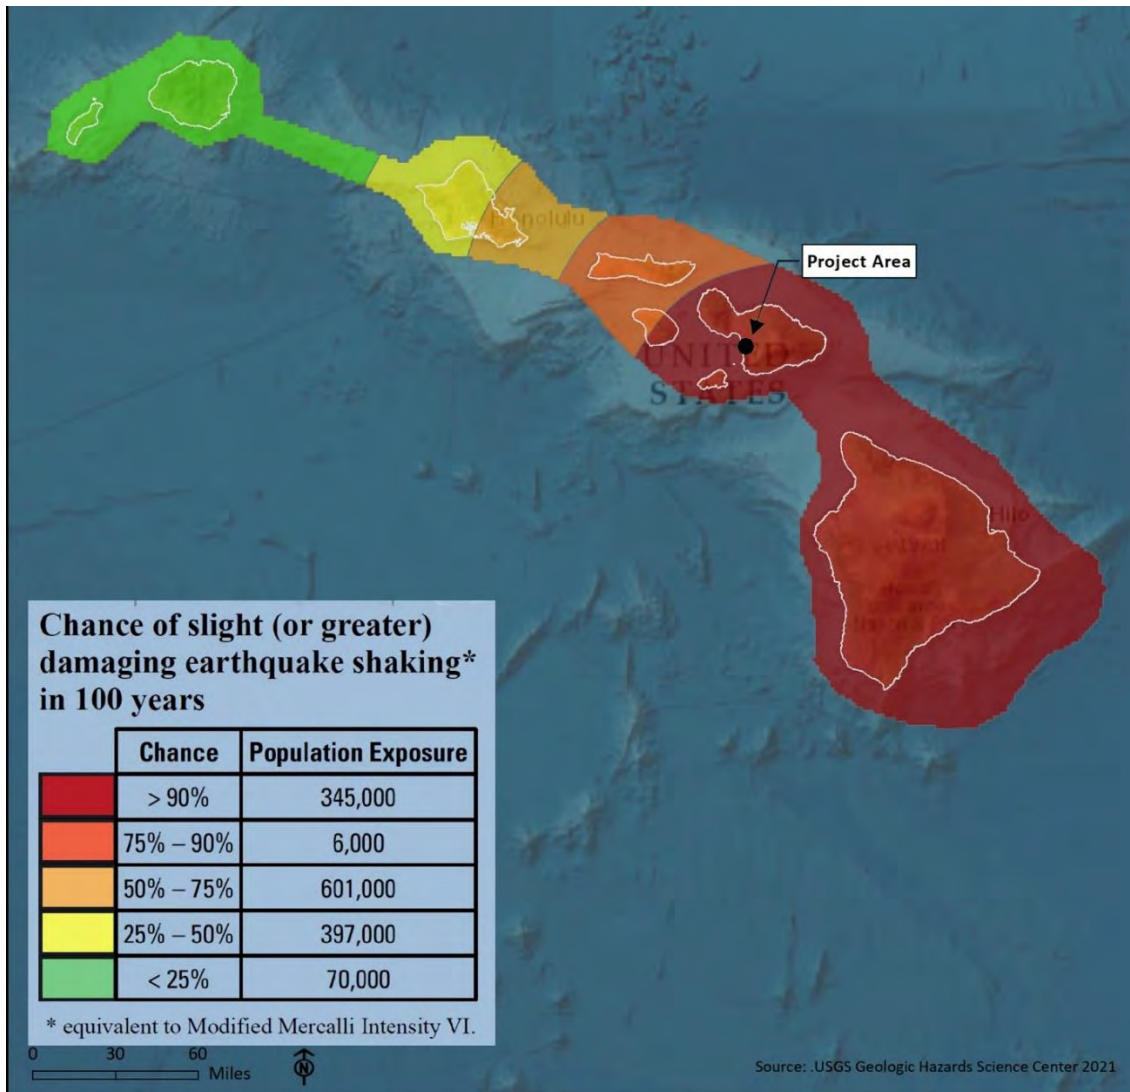 Honolulu
Project Area
UNITED
STATES
Hilo
Chance of slight (or greater)
damaging earthquake shaking*
in 100 years
Chance Population Exposure
> 90% 345,000
75% – 90% 6,000
50% – 75% 601,000
25% – 50% 397,000
< 25% 70,000
* equivalent to Modified Mercalli Intensity VI.
0 30 60
Miles
N
Source: .USGS Geologic Hazards Science Center 2021